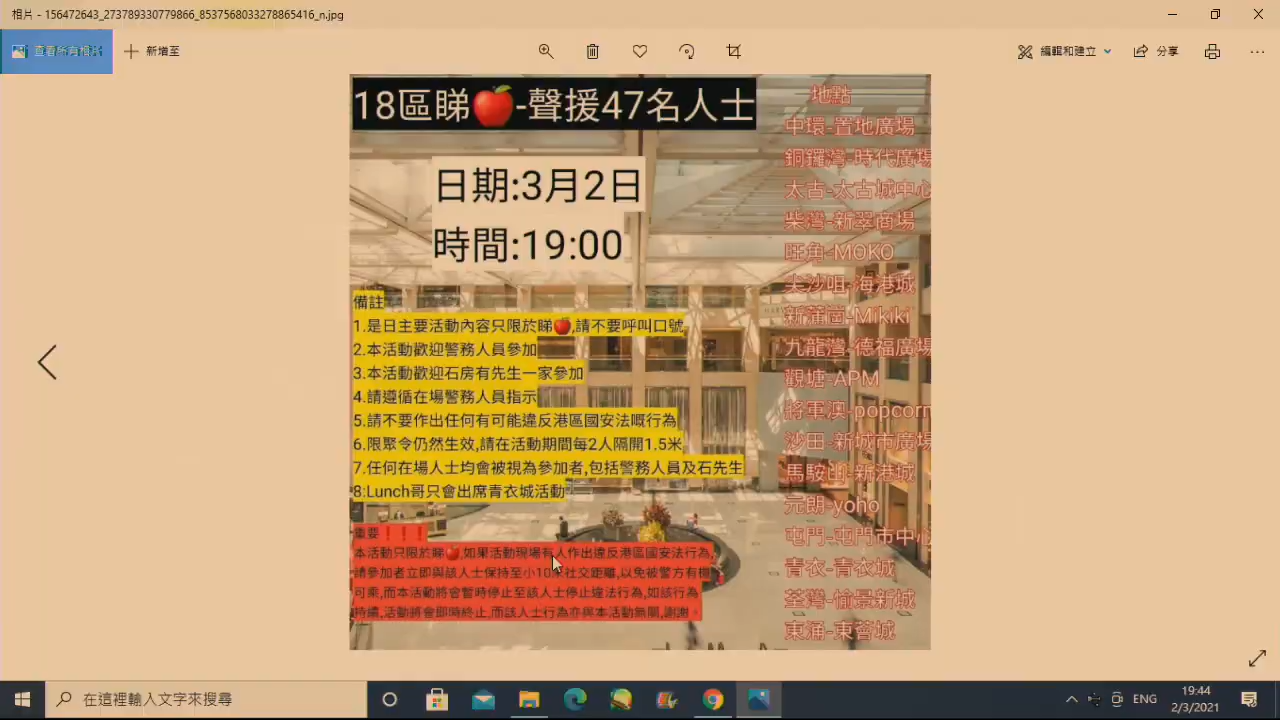 相片 - 156472643_273789330779866_8537568033278865416_n.jpg
查看所有相片
新增至
編輯和建立
分享
18區睇🍎-聲援47名人士
日期:3月2日
時間:19:00
備註
1.是日主要活動內容只限於睇🍎,請不要呼叫口號
2.本活動歡迎警務人員參加
3.本活動歡迎石房有先生一家參加
4.請遵循在場警務人員指示
5.請不要作出任何有可能違反港區國安法嘅行為
6.限聚令仍然生效,請在活動期間每2人隔開1.5米
7.任何在場人士均會被視為參加者,包括警務人員及石先生
8:Lunch哥只會出席青衣城活動
重要❗❗❗
本活動只限於睇🍎,如果活動現場有人作出違反港區國安法行為,
請參加者立即與該人士保持至小10米社交距離,以免被警方有機
可乘,而本活動將會暫時停止至該人士停止違法行為,如該行為
持續,活動將會即時終止,而該人士行為亦與本活動無關,謝謝。
地點
中環-置地廣場
銅鑼灣-時代廣場
太古-太古城中心
柴灣-新翠商場
旺角-MOKO
尖沙咀-海港城
新蒲崗-Mikiki
九龍灣-德福廣場
觀塘-APM
將軍澳-popcorn
沙田-新城市廣場
馬鞍山-新港城
元朗-yoho
屯門-屯門市中心
青衣-青衣城
荃灣-愉景新城
東涌-東薈城
在這裡輸入文字來搜尋
ENG
19:44
2/3/2021